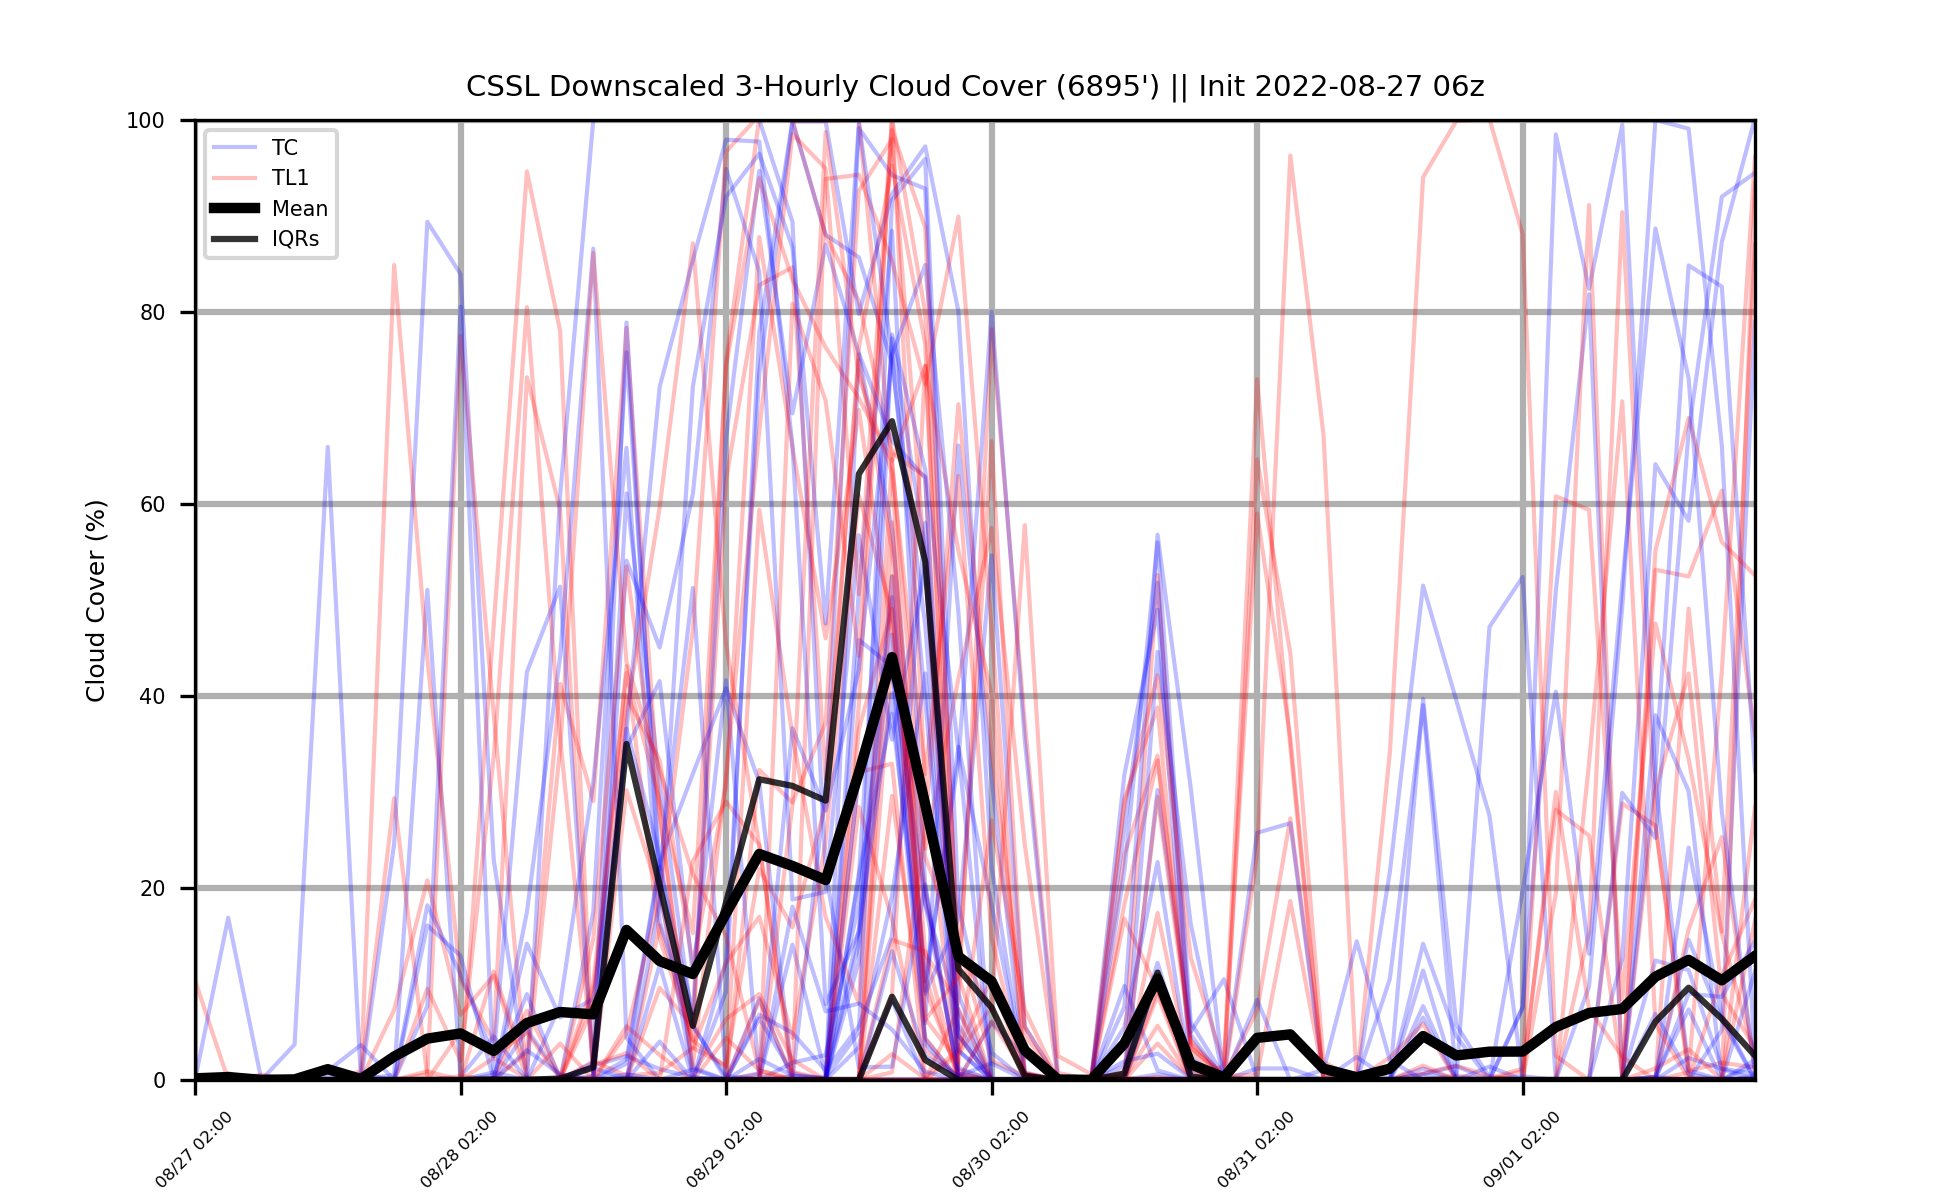 CSSL Downscaled 3-Hourly Cloud Cover (6895') || Init 2022-08-27 06z
TC
TL1
Mean
IQRs
Cloud Cover (%)
100
80
60
40
20
0
08/27 02:00
08/28 02:00
08/29 02:00
08/30 02:00
08/31 02:00
09/01 02:00